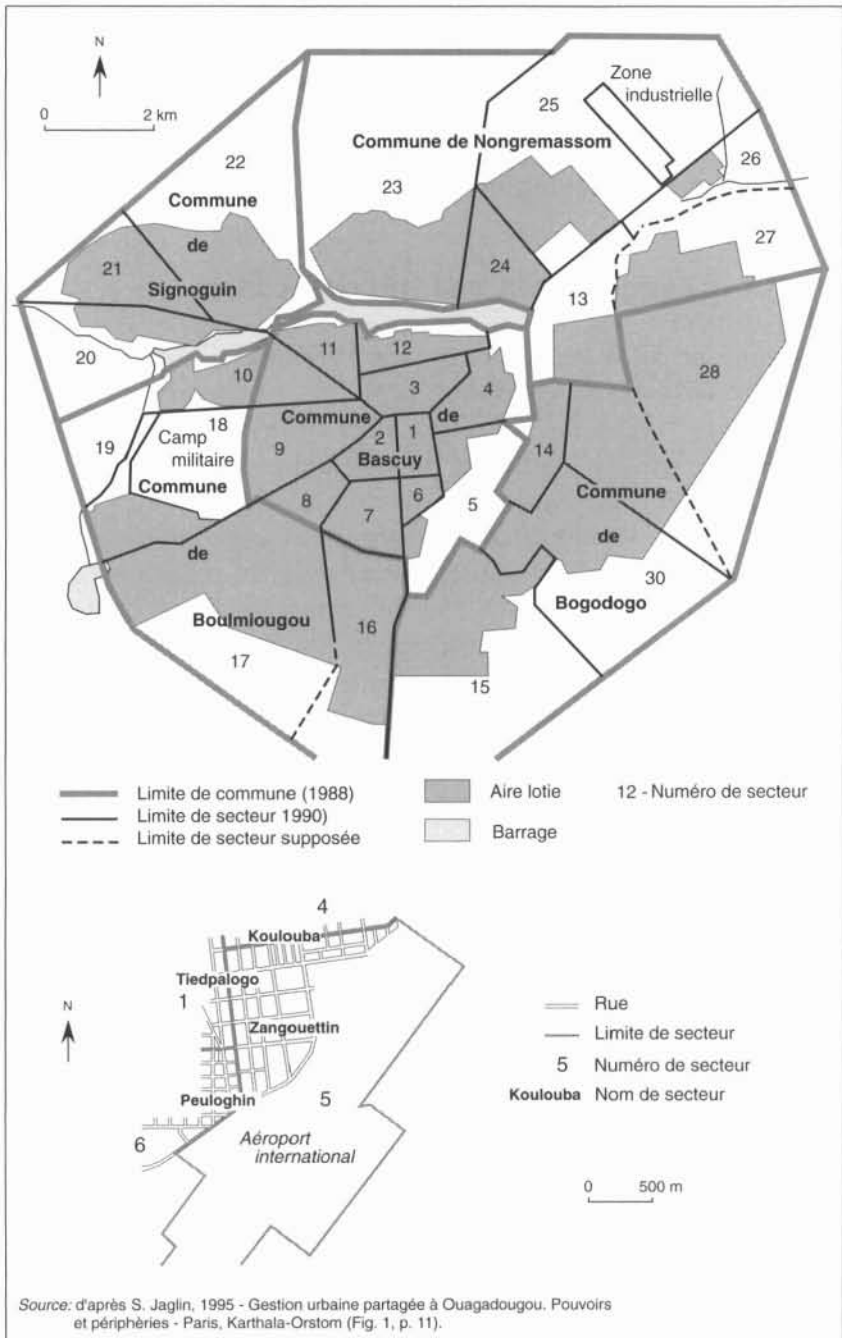 N
0 2 km
Zone
industrielle
25
26
22
Commune de Nongremassom
23
Commune
27
de
21
24
Signoguin
13
20
11
12
28
10
3
4
18
Commune
de
19
Camp
militaire
9
2
1
Bascuy
14
Commune
8
6
5
Commune
7
de
de
30
Boulmiougou
16
Bogodogo
17
15
Limite de commune (1988)
Limite de secteur 1990)
Limite de secteur supposée
Aire lotie
Barrage
12 - Numéro de secteur
4
Koulouba
Tiedpalogo
N
1
Zangouettin
Peuloghin
5
6
Aéroport
international
Rue
Limite de secteur
5 Numéro de secteur
Koulouba Nom de secteur
0 500 m
Source: d'après S. Jaglin, 1995 - Gestion urbaine partagée à Ouagadougou. Pouvoirs
et périphèries - Paris, Karthala-Orstom (Fig. 1, p. 11).